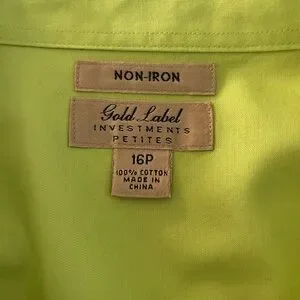 NON-IRON
Gold Label
INVESTMENTS
PETITES
16P
100% COTTON
MADE IN
CHINA